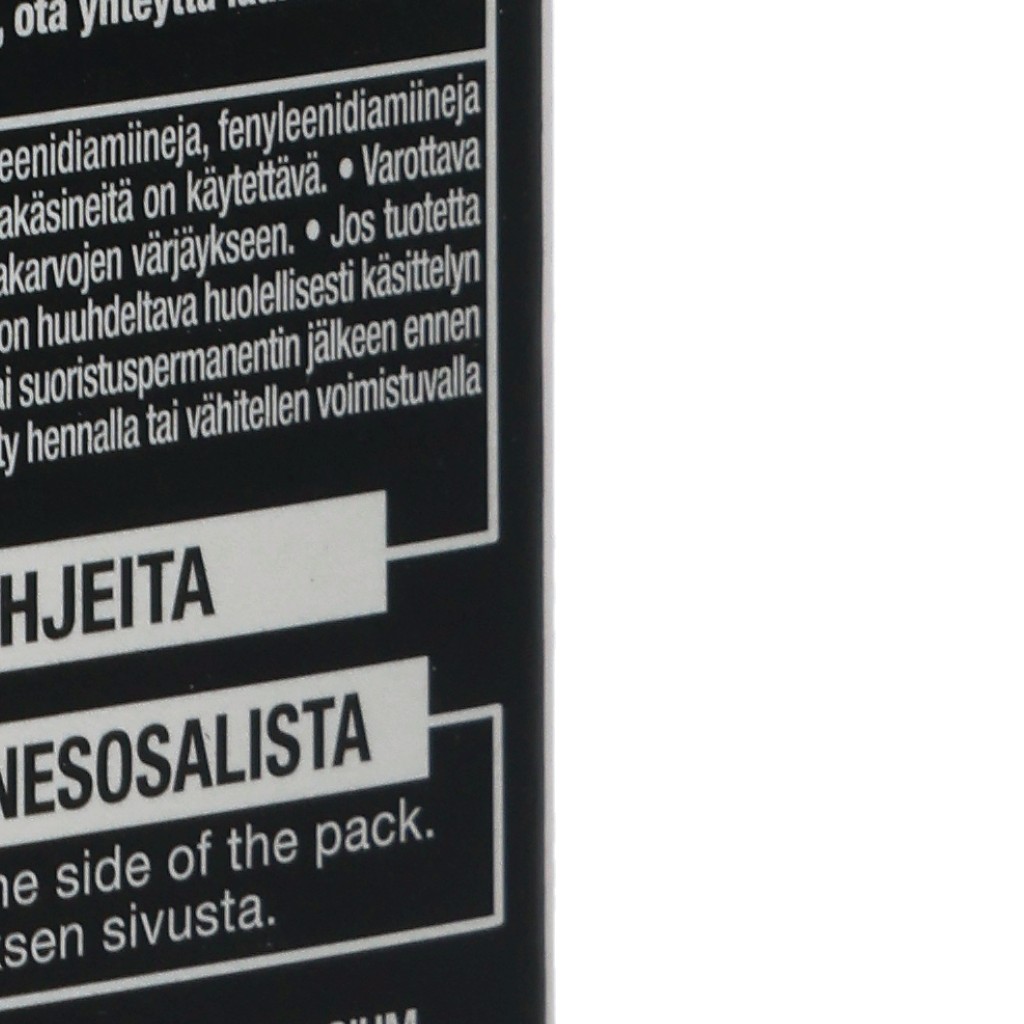 , ota yhteyttä
eenidiamiineja, fenyleenidiamiineja
akäsineitä on käytettävä. • Varottava
akarvojen värjäykseen. • Jos tuotetta
on huuhdeltava huolellisesti käsittelyn
ai suoristuspermanentin jälkeen ennen
ty hennalla tai vähitellen voimistuvalla
HJEITA
NESOSALISTA
he side of the pack.
ksen sivusta.